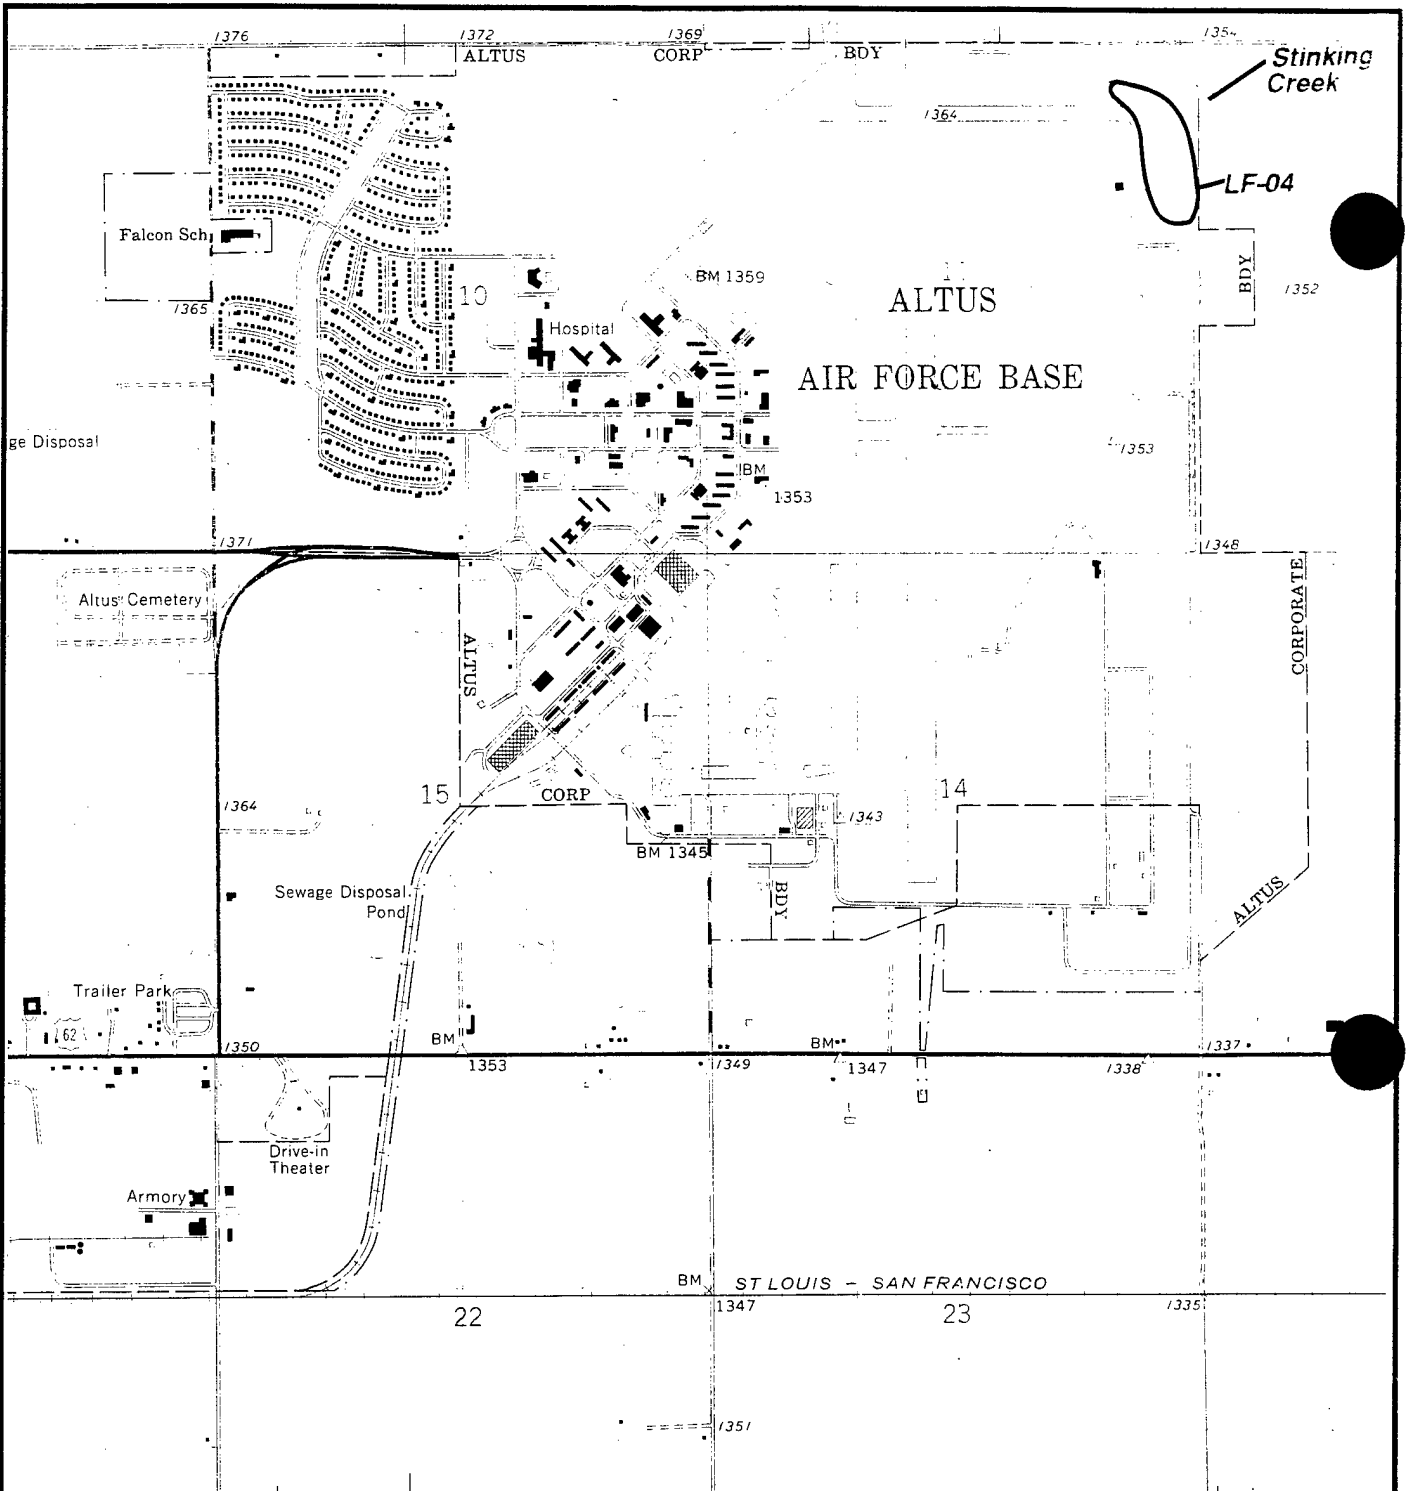 1376
1372
1369
1354
ALTUS CORP BDY
Stinking
Creek
1364
LF-04
Falcon Sch
BM 1359
10
11
BDY
1352
ALTUS
1365
Hospital
AIR FORCE BASE
ge Disposal
1353
BM
1353
1371
1348
Altus Cemetery
CORPORATE
ALTUS
15
CORP
14
1364
1343
BM 1345
Sewage Disposal
Pond
BDY
ALTUS
Trailer Park
62
1350
BM
1353
1349
BM
1347
1338
1337
Drive-in
Theater
Armory
BM
ST LOUIS – SAN FRANCISCO
1347
1335
22
23
1351